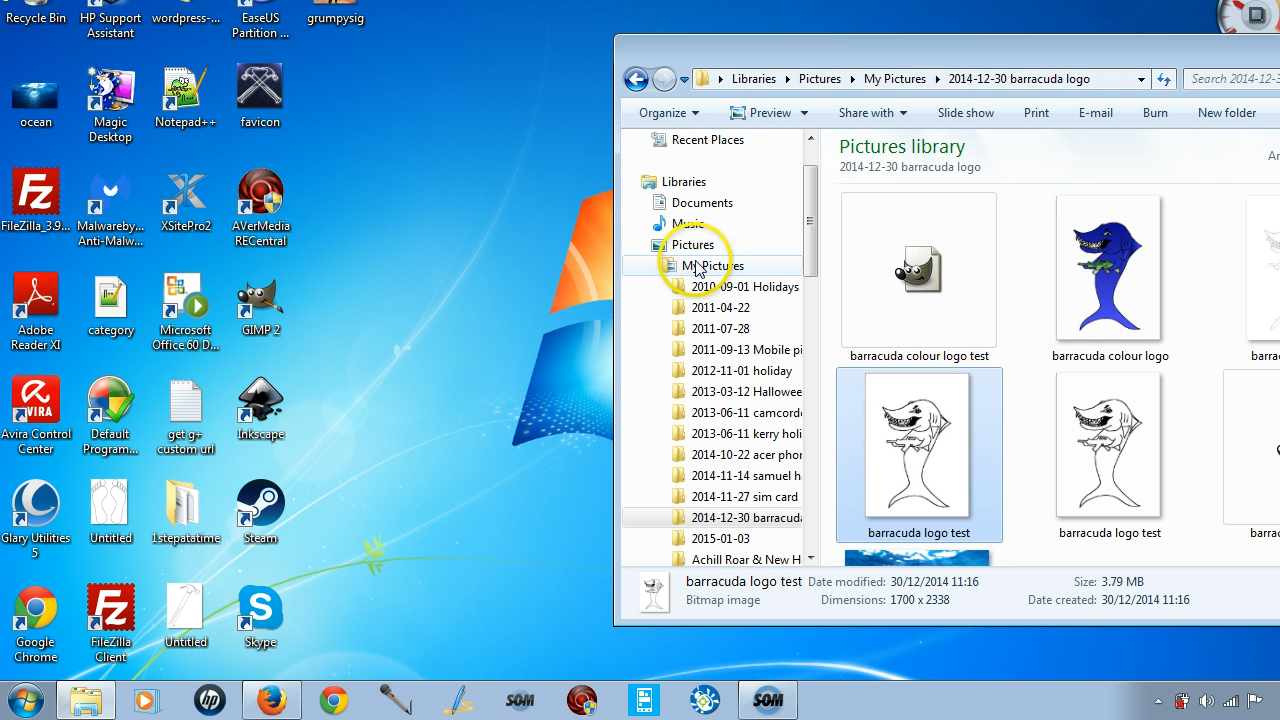 Recycle Bin
HP Support
Assistant
wordpress-...
EaseUS
Partition ...
grumpysig
ocean
Magic
Desktop
Notepad++
favicon
FileZilla_3.9...
Malwareby...
Anti-Malw...
XSitePro2
AVerMedia
RECentral
Adobe
Reader XI
category
Microsoft
Office 60 D...
GIMP 2
AVIRA
Avira Control
Center
Default
Program...
get g+
custom url
Inkscape
Glary Utilities
5
Untitled
1stepatatime
Steam
Google
Chrome
FileZilla
Client
Untitled
Skype
Libraries
Pictures
My Pictures
2014-12-30 barracuda logo
Search 2014-12-3
Organize
Preview
Share with
Slide show
Print
E-mail
Burn
New folder
Recent Places
Libraries
Documents
Music
Pictures
My Pictures
2010-09-01 Holidays
2011-04-22
2011-07-28
2011-09-13 Mobile pi
2012-11-01 holiday
2013-03-12 Hallowee
2013-06-11 camcorde
2013-06-11 kerry holi
2014-10-22 acer phor
2014-11-14 samuel h
2014-11-27 sim card
2014-12-30 barracuda
2015-01-03
Achill Roar & New H
Pictures library
2014-12-30 barracuda logo
Ar
barracuda colour logo test
barracuda colour logo
barracu
barracuda logo test
barracuda logo test
barracu
barracuda logo test
Date modified: 30/12/2014 11:16
Size: 3.79 MB
Bitmap image
Dimensions: 1700 x 2338
Date created: 30/12/2014 11:16
hp
SOM
SOM